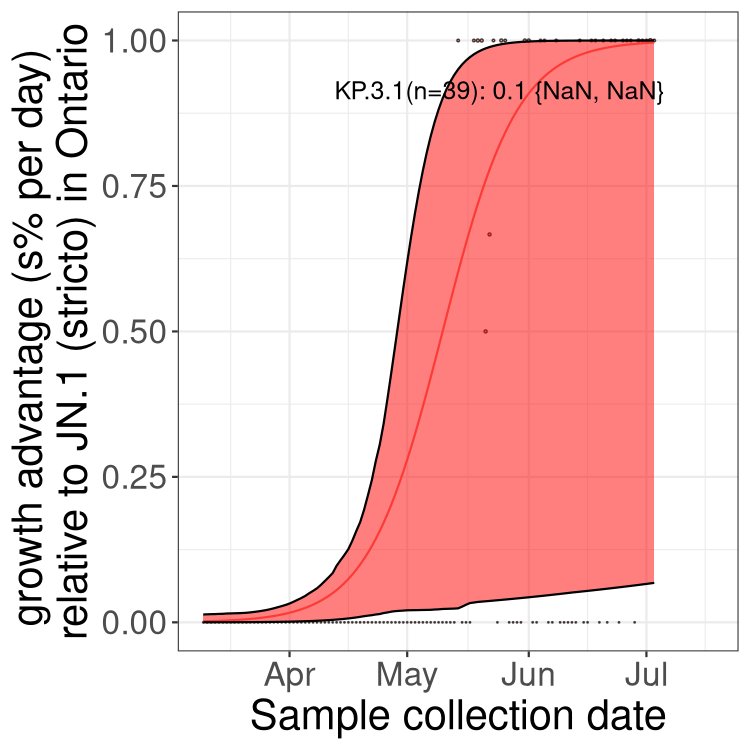 growth advantage (s% per day)
relative to JN.1 (stricto) in Ontario
1.00
0.75
0.50
0.25
0.00
KP.3.1(n=39): 0.1 {NaN, NaN}
Apr May Jun Jul
Sample collection date